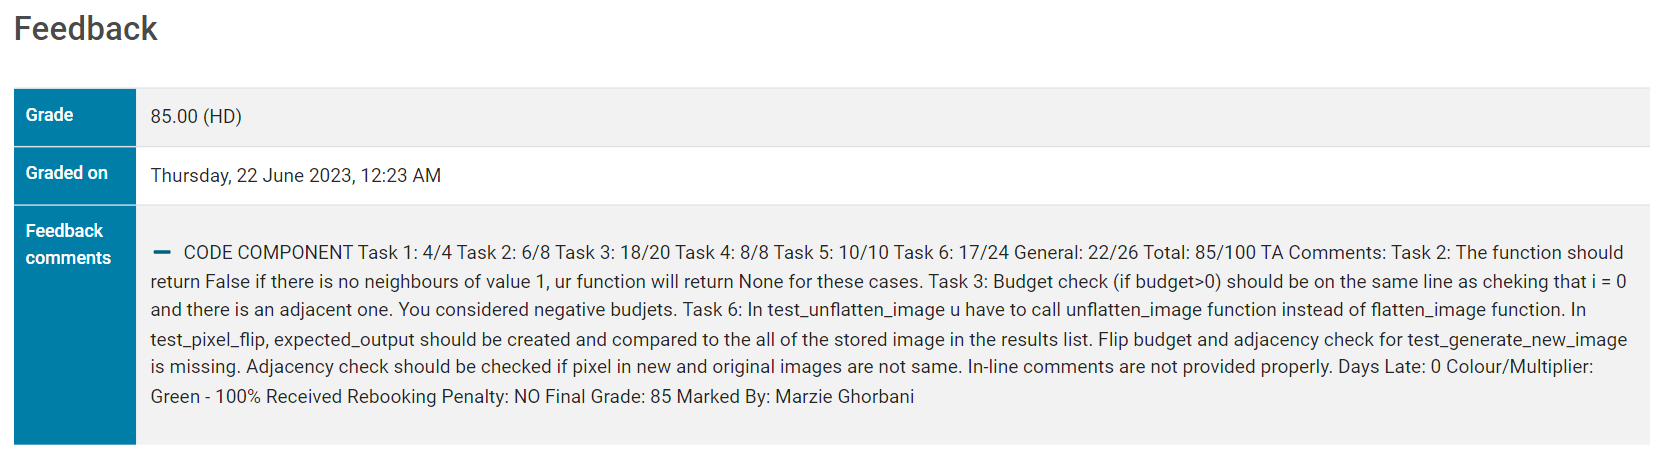 Feedback
Grade
85.00 (HD)
Graded on
Thursday, 22 June 2023, 12:23 AM
Feedback
comments
CODE COMPONENT Task 1: 4/4 Task 2: 6/8 Task 3: 18/20 Task 4: 8/8 Task 5: 10/10 Task 6: 17/24 General: 22/26 Total: 85/100 TA Comments: Task 2: The function should
return False if there is no neighbours of value 1, ur function will return None for these cases. Task 3: Budget check (if budget>0) should be on the same line as cheking that i = 0
and there is an adjacent one. You considered negative budjets. Task 6: In test_unflatten_image u have to call unflatten_image function instead of flatten_image function. In
test_pixel_flip, expected_output should be created and compared to the all of the stored image in the results list. Flip budget and adjacency check for test_generate_new_image
is missing. Adjacency check should be checked if pixel in new and original images are not same. In-line comments are not provided properly. Days Late: 0 Colour/Multiplier:
Green - 100% Received Rebooking Penalty: NO Final Grade: 85 Marked By: Marzie Ghorbani